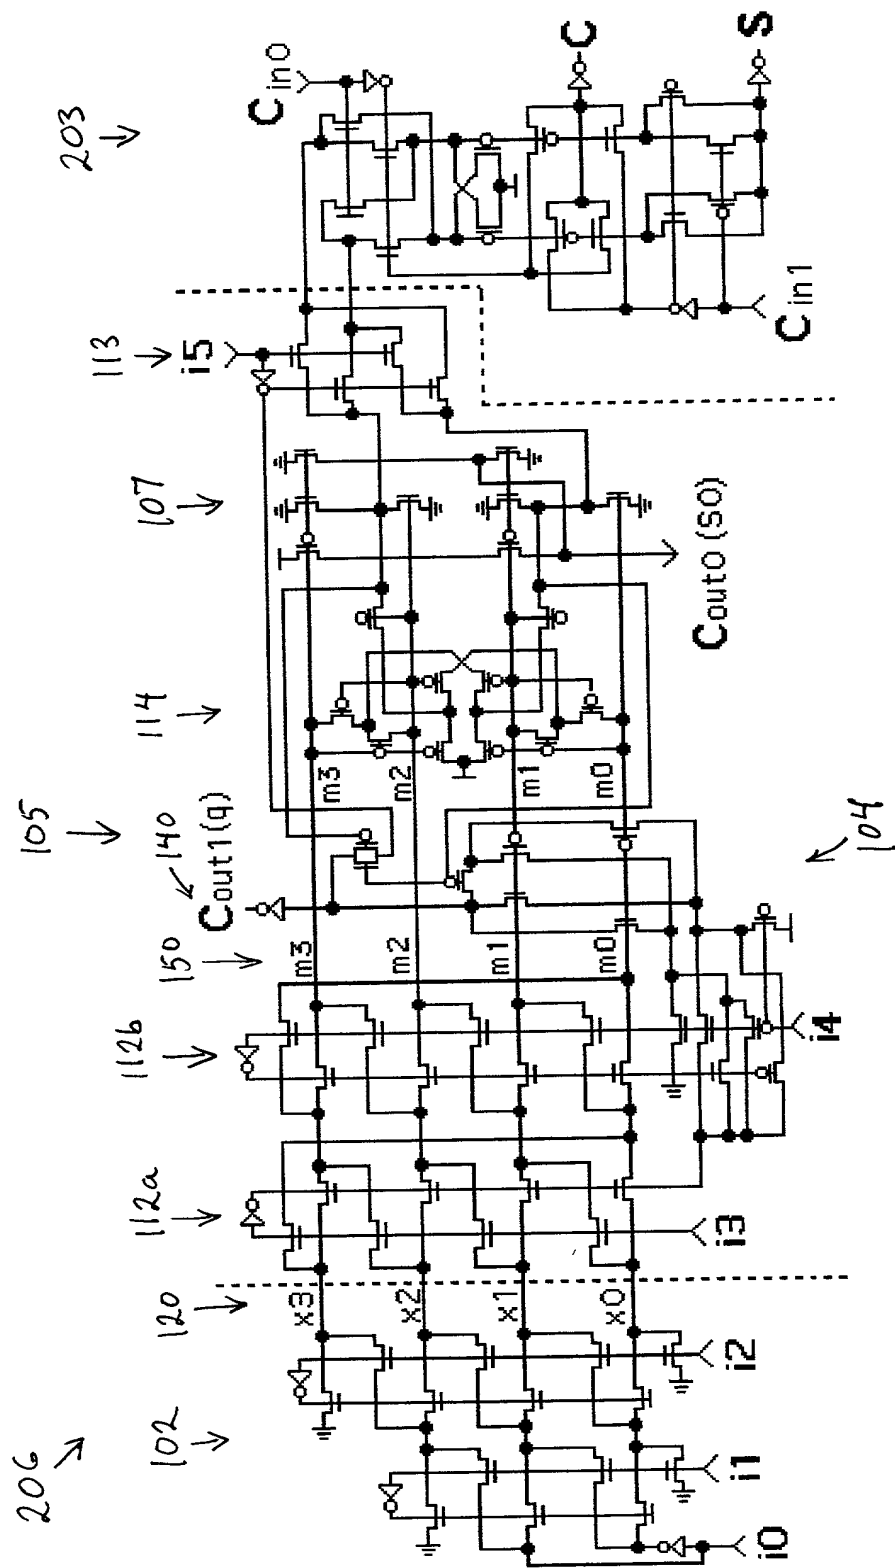 206
102
120
112a
112b
150
140
105
104
114
107
113
203
i0
i1
i2
i3
i4
i5
x3
x2
x1
x0
m3
m2
m1
m0
m3
m2
m1
m0
Cout1(q)
Cout0 (S0)
Cin0
Cin1
C
S